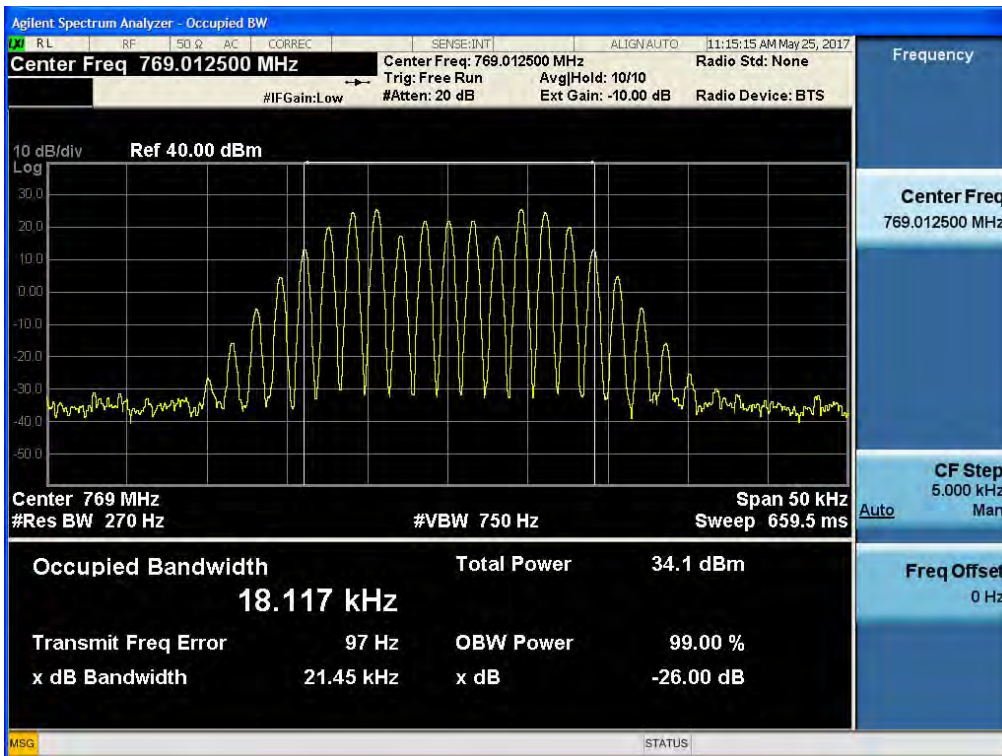 Agilent Spectrum Analyzer - Occupied BW
LXI RL RF 50 Ω AC CORREC SENSE:INT ALIGNAUTO 11:15:15 AM May 25, 2017
Center Freq 769.012500 MHz
Center Freq: 769.012500 MHz
Radio Std: None
Trig: Free Run Avg|Hold: 10/10
#IFGain:Low #Atten: 20 dB Ext Gain: -10.00 dB Radio Device: BTS
10 dB/div Ref 40.00 dBm
Log
30.0
20.0
10.0
0.00
-10.0
-20.0
-30.0
-40.0
-50.0
Center 769 MHz Span 50 kHz
#Res BW 270 Hz #VBW 750 Hz Sweep 659.5 ms
Occupied Bandwidth Total Power 34.1 dBm
18.117 kHz
Transmit Freq Error 97 Hz OBW Power 99.00 %
x dB Bandwidth 21.45 kHz x dB -26.00 dB
MSG STATUS
Frequency
Center Freq
769.012500 MHz
CF Step
5.000 kHz
Auto Man
Freq Offset
0 Hz